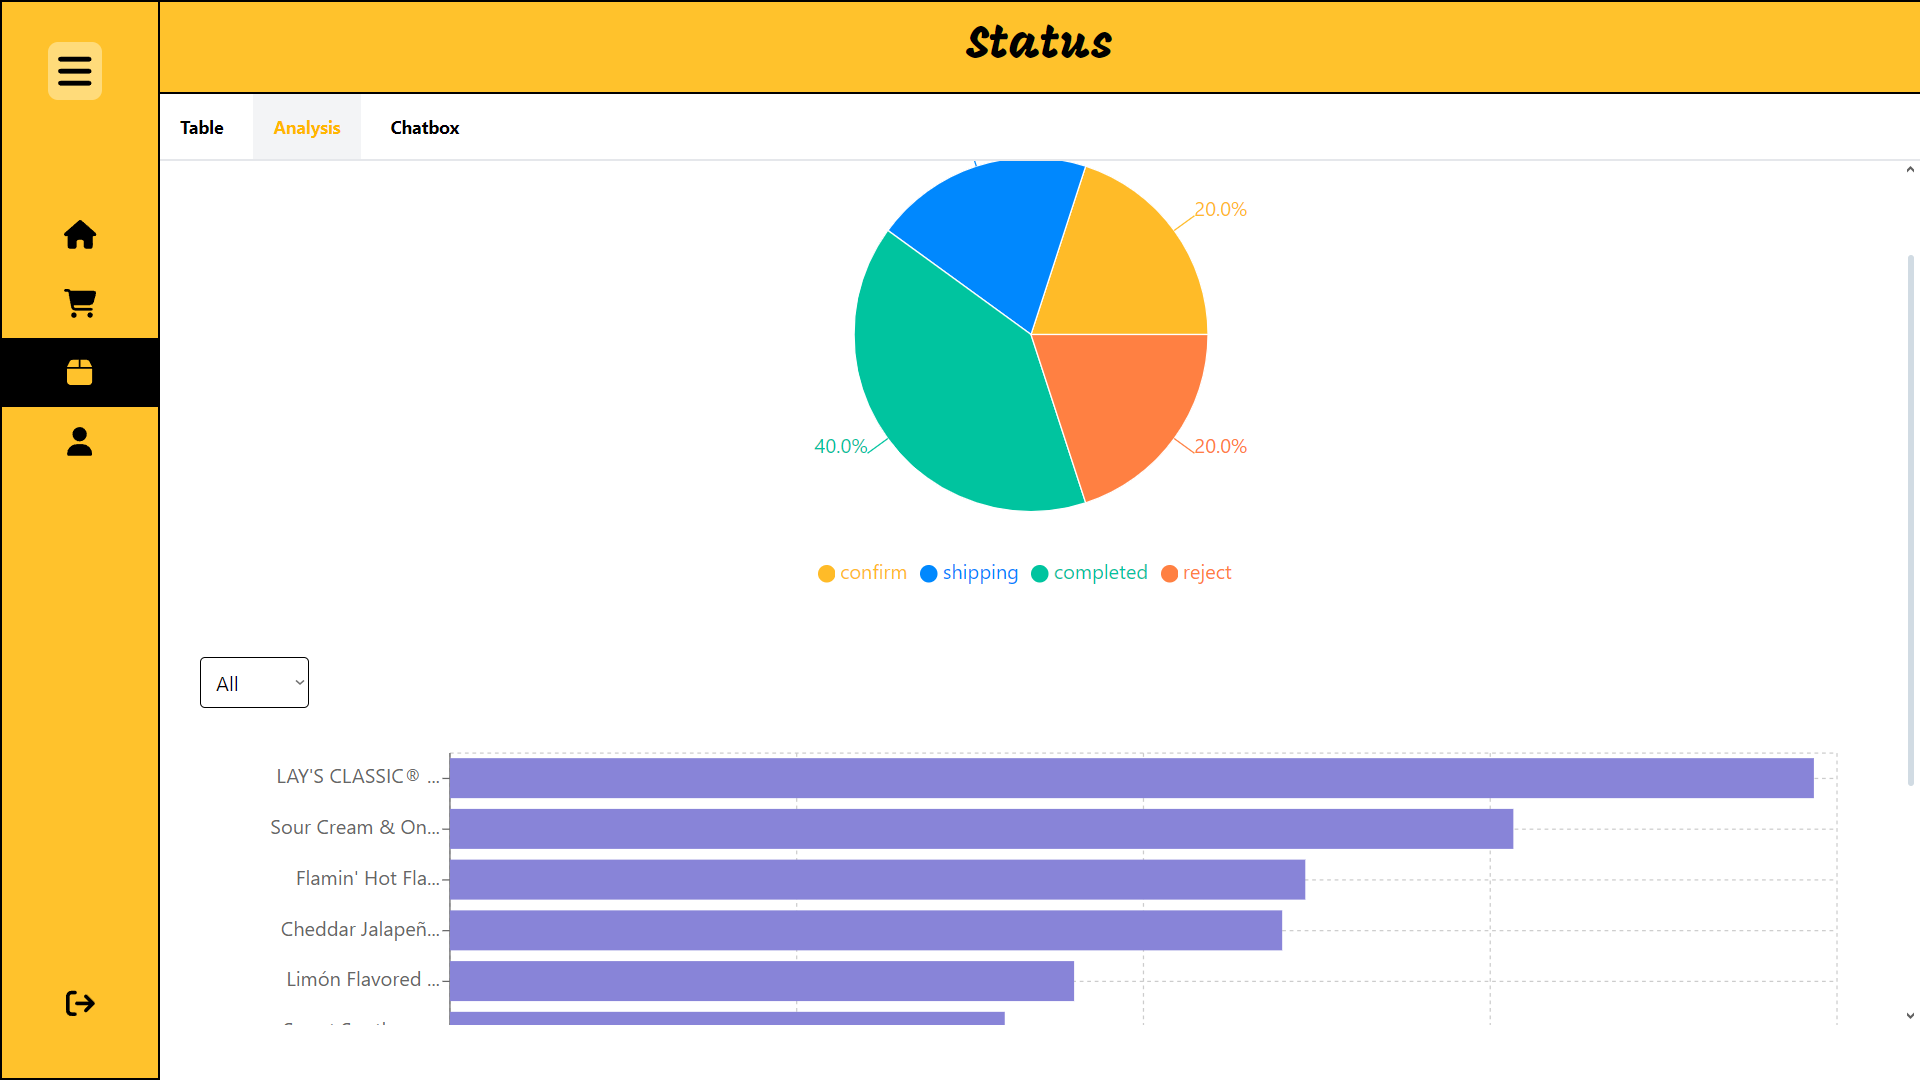 Status
Table Analysis Chatbox
20.0%
40.0%
20.0%
confirm shipping completed reject
All
LAY'S CLASSIC® ...
Sour Cream & On...
Flamin' Hot Fla...
Cheddar Jalapeñ...
Limón Flavored ...